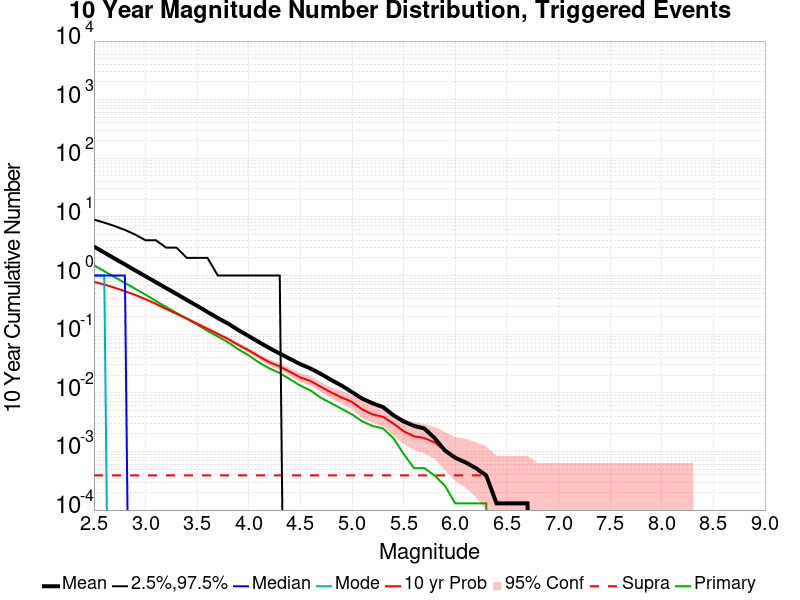 10 Year Magnitude Number Distribution, Triggered Events
10 Year Cumulative Number
10 4
10 3
10 2
10 1
10 0
10 -1
10 -2
10 -3
10 -4
2.5 3.0 3.5 4.0 4.5 5.0 5.5 6.0 6.5 7.0 7.5 8.0 8.5 9.0
Magnitude
Mean 2.5%,97.5% Median Mode 10 yr Prob 95% Conf Supra Primary